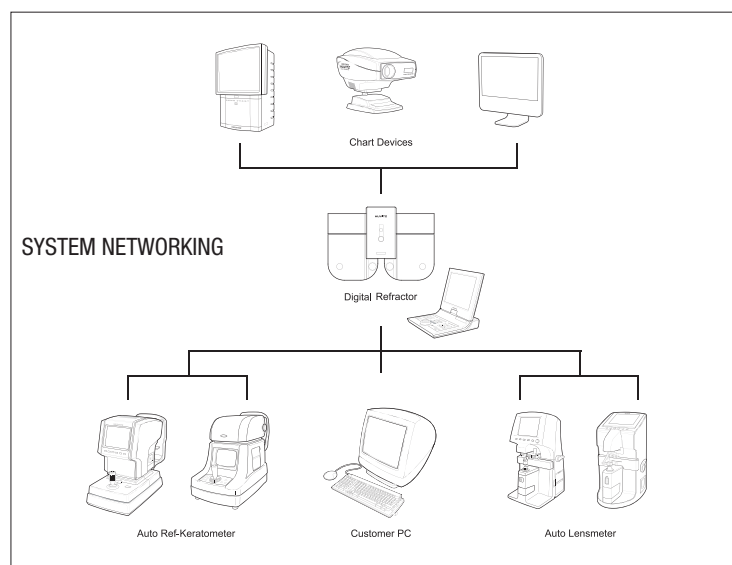 Chart Devices
SYSTEM NETWORKING
Digital Refractor
Auto Ref-Keratometer
Customer PC
Auto Lensmeter